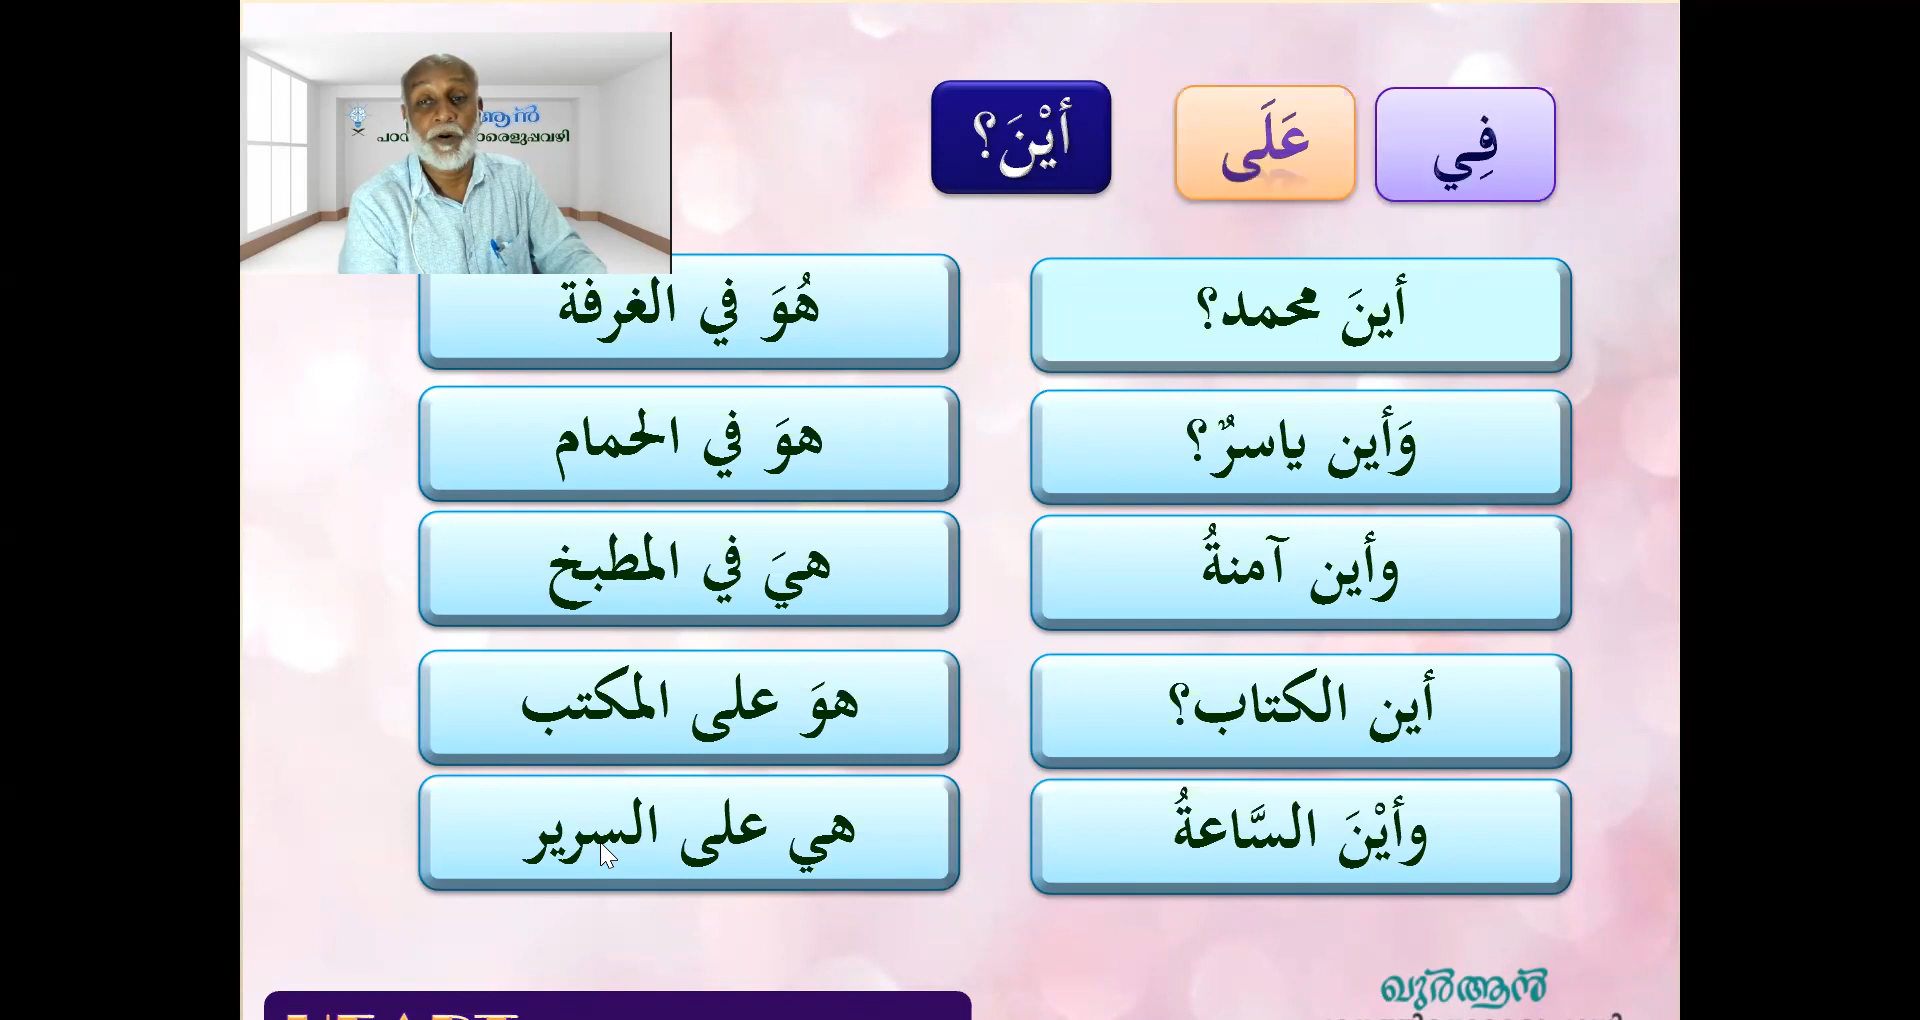 فِي
عَلَى
أيْنَ؟
أينَ محمد؟
هُوَ في الغرفة
وَأين ياسرٌ؟
هوَ في الحمام
وأين آمنةُ
هيَ في المطبخ
أين الكتاب؟
هوَ على المكتب
وأيْنَ السَّاعةُ
هي على السرير
ഖുർആൻ